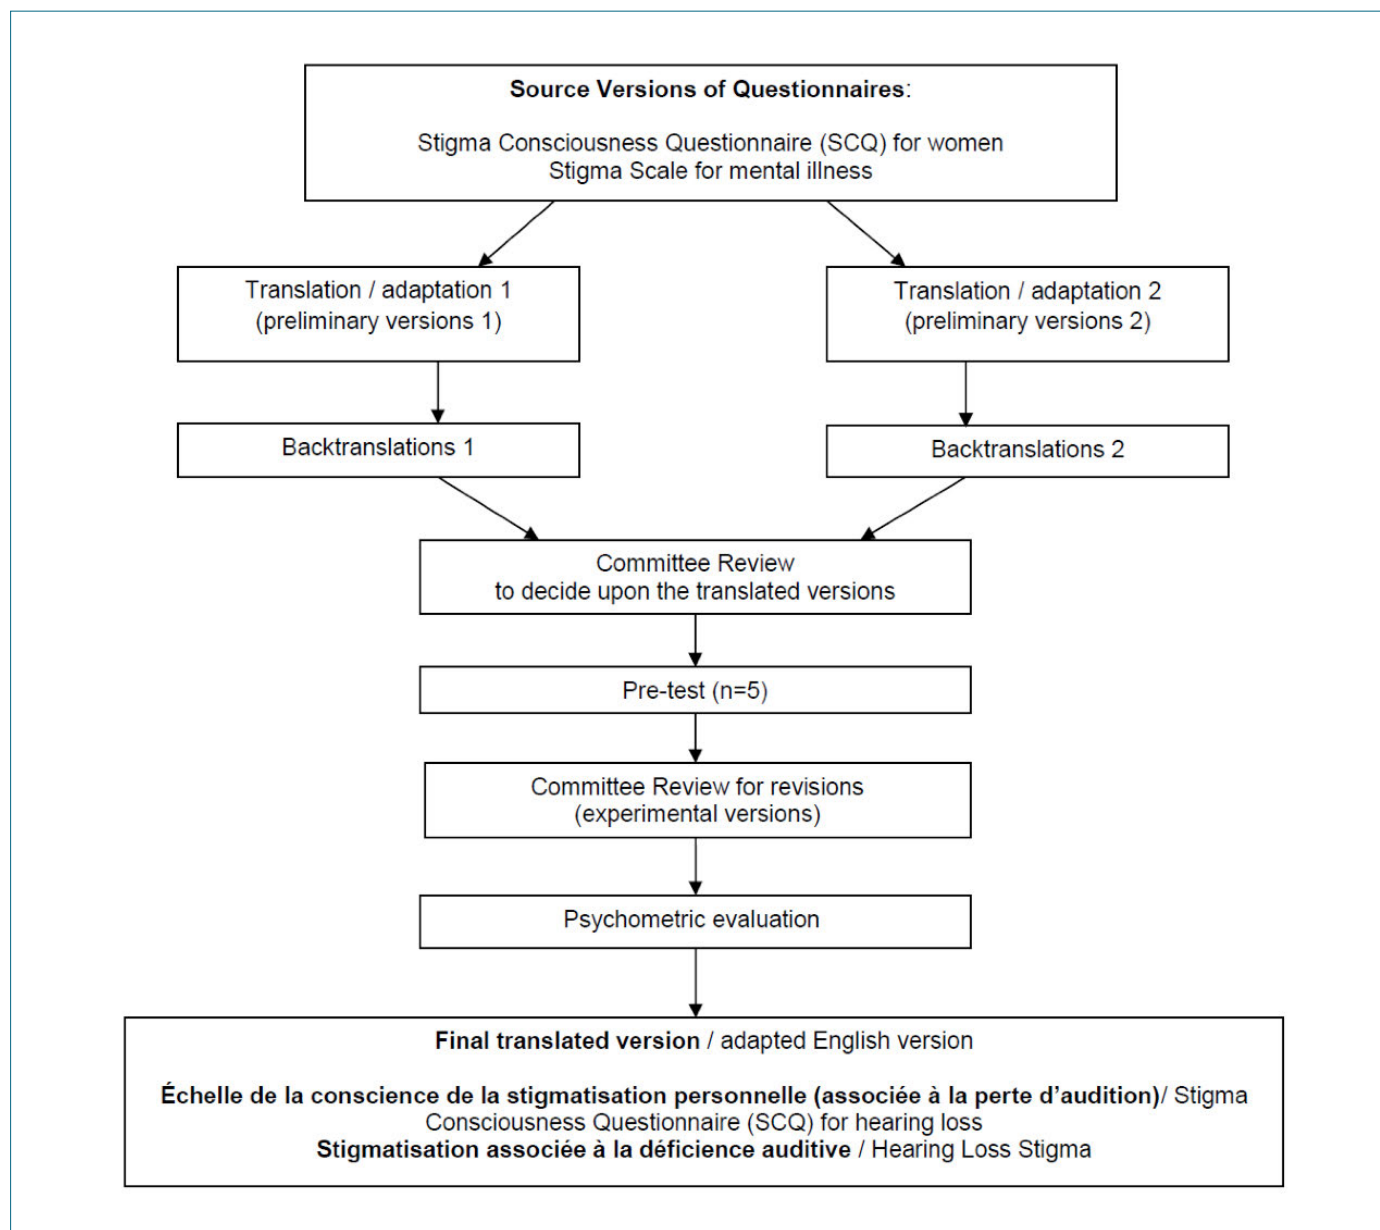 Source Versions of Questionnaires:
Stigma Consciousness Questionnaire (SCQ) for women
Stigma Scale for mental illness
Translation / adaptation 1
(preliminary versions 1)
Translation / adaptation 2
(preliminary versions 2)
Backtranslations 1
Backtranslations 2
Committee Review
to decide upon the translated versions
Pre-test (n=5)
Committee Review for revisions
(experimental versions)
Psychometric evaluation
Final translated version / adapted English version
Échelle de la conscience de la stigmatisation personnelle (associée à la perte d’audition)/ Stigma
Consciousness Questionnaire (SCQ) for hearing loss
Stigmatisation associée à la déficience auditive / Hearing Loss Stigma